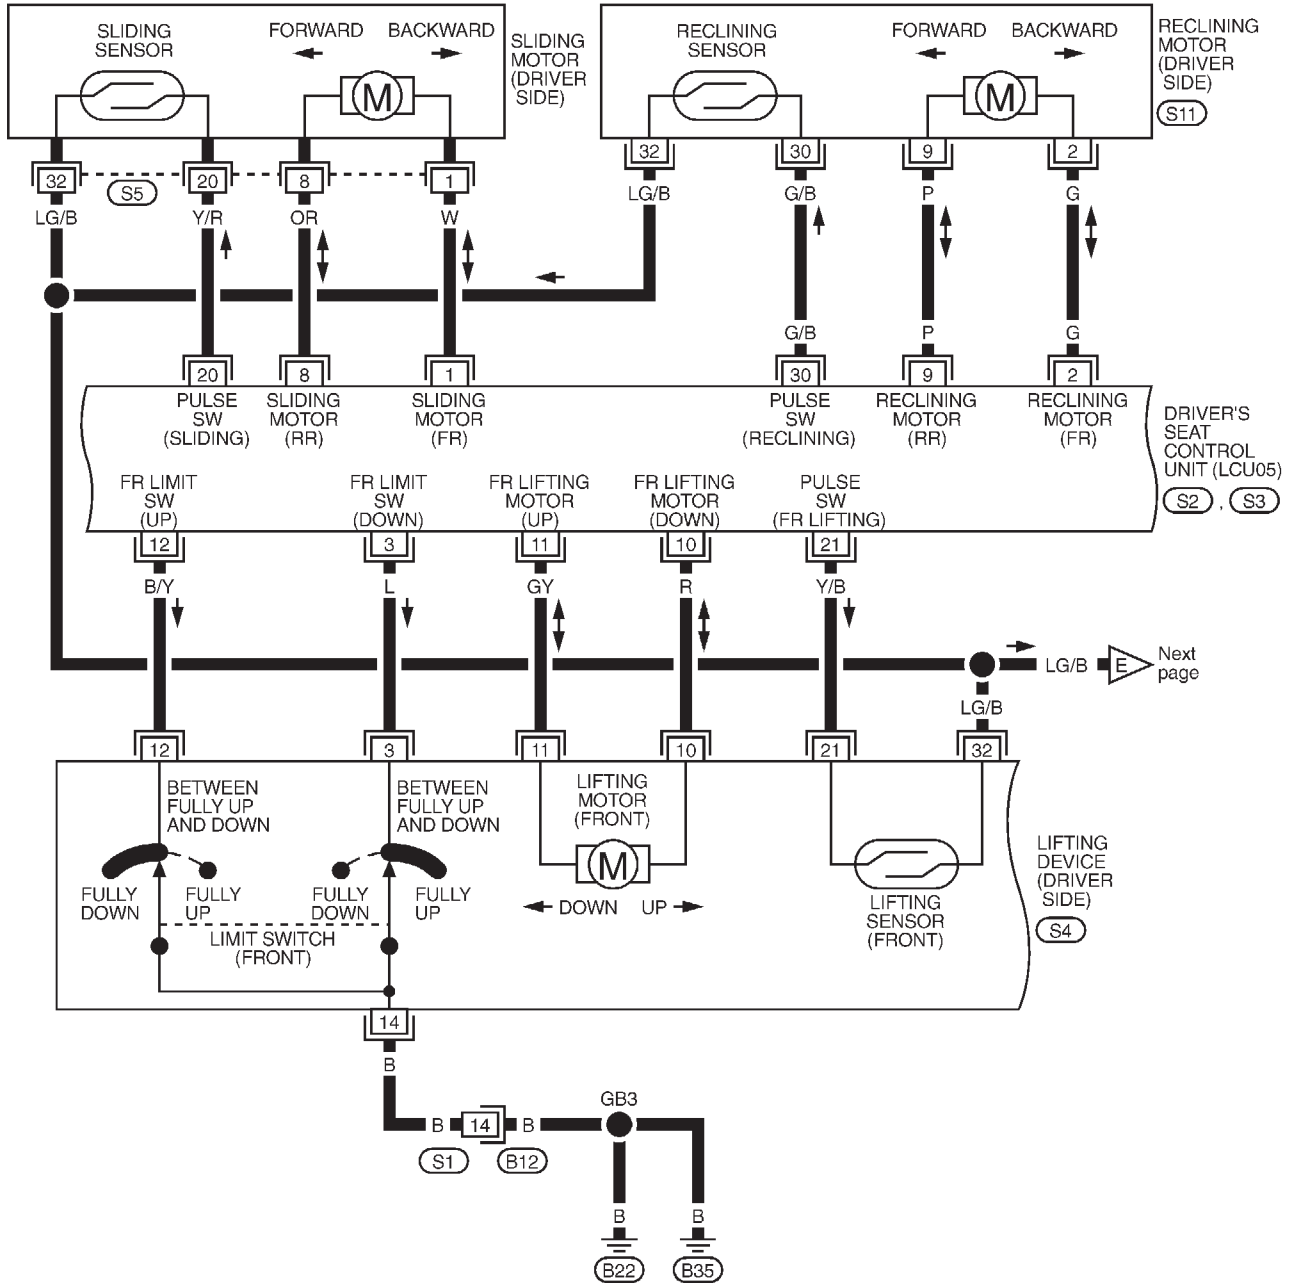 SLIDING
SENSOR
FORWARD
BACKWARD
M
SLIDING
MOTOR
(DRIVER
SIDE)
RECLINING
SENSOR
FORWARD
BACKWARD
M
RECLINING
MOTOR
(DRIVER
SIDE)
S11
32
S5
20
8
1
32
30
9
2
LG/B
Y/R
OR
W
LG/B
G/B
P
G
G/B
P
G
20
8
1
30
9
2
PULSE
SW
(SLIDING)
SLIDING
MOTOR
(RR)
SLIDING
MOTOR
(FR)
PULSE
SW
(RECLINING)
RECLINING
MOTOR
(RR)
RECLINING
MOTOR
(FR)
DRIVER'S
SEAT
CONTROL
UNIT (LCU05)
S2 , S3
FR LIMIT
SW
(UP)
FR LIMIT
SW
(DOWN)
FR LIFTING
MOTOR
(UP)
FR LIFTING
MOTOR
(DOWN)
PULSE
SW
(FR LIFTING)
12
3
11
10
21
B/Y
L
GY
R
Y/B
LG/B
E
Next
page
LG/B
12
3
11
10
21
32
BETWEEN
FULLY UP
AND DOWN
BETWEEN
FULLY UP
AND DOWN
LIFTING
MOTOR
(FRONT)
M
DOWN
UP
FULLY
DOWN
FULLY
UP
FULLY
DOWN
FULLY
UP
LIMIT SWITCH
(FRONT)
LIFTING
SENSOR
(FRONT)
LIFTING
DEVICE
(DRIVER
SIDE)
S4
14
B
B
14
B
GB3
S1
B12
B
B
B22
B35